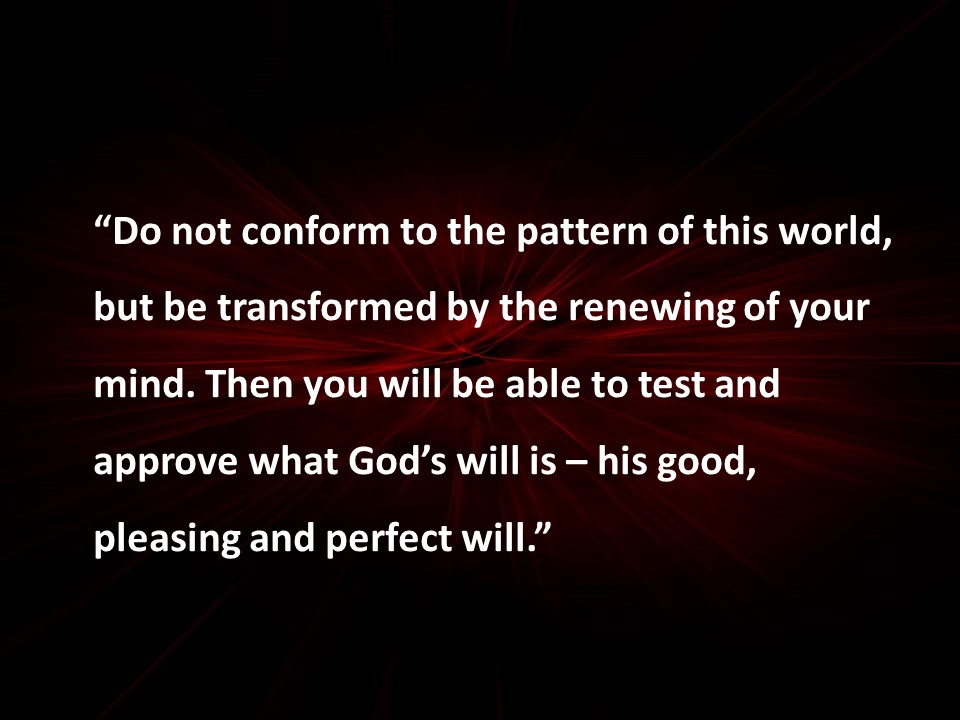 “Do not conform to the pattern of this world,
but be transformed by the renewing of your
mind. Then you will be able to test and
approve what God’s will is – his good,
pleasing and perfect will.”